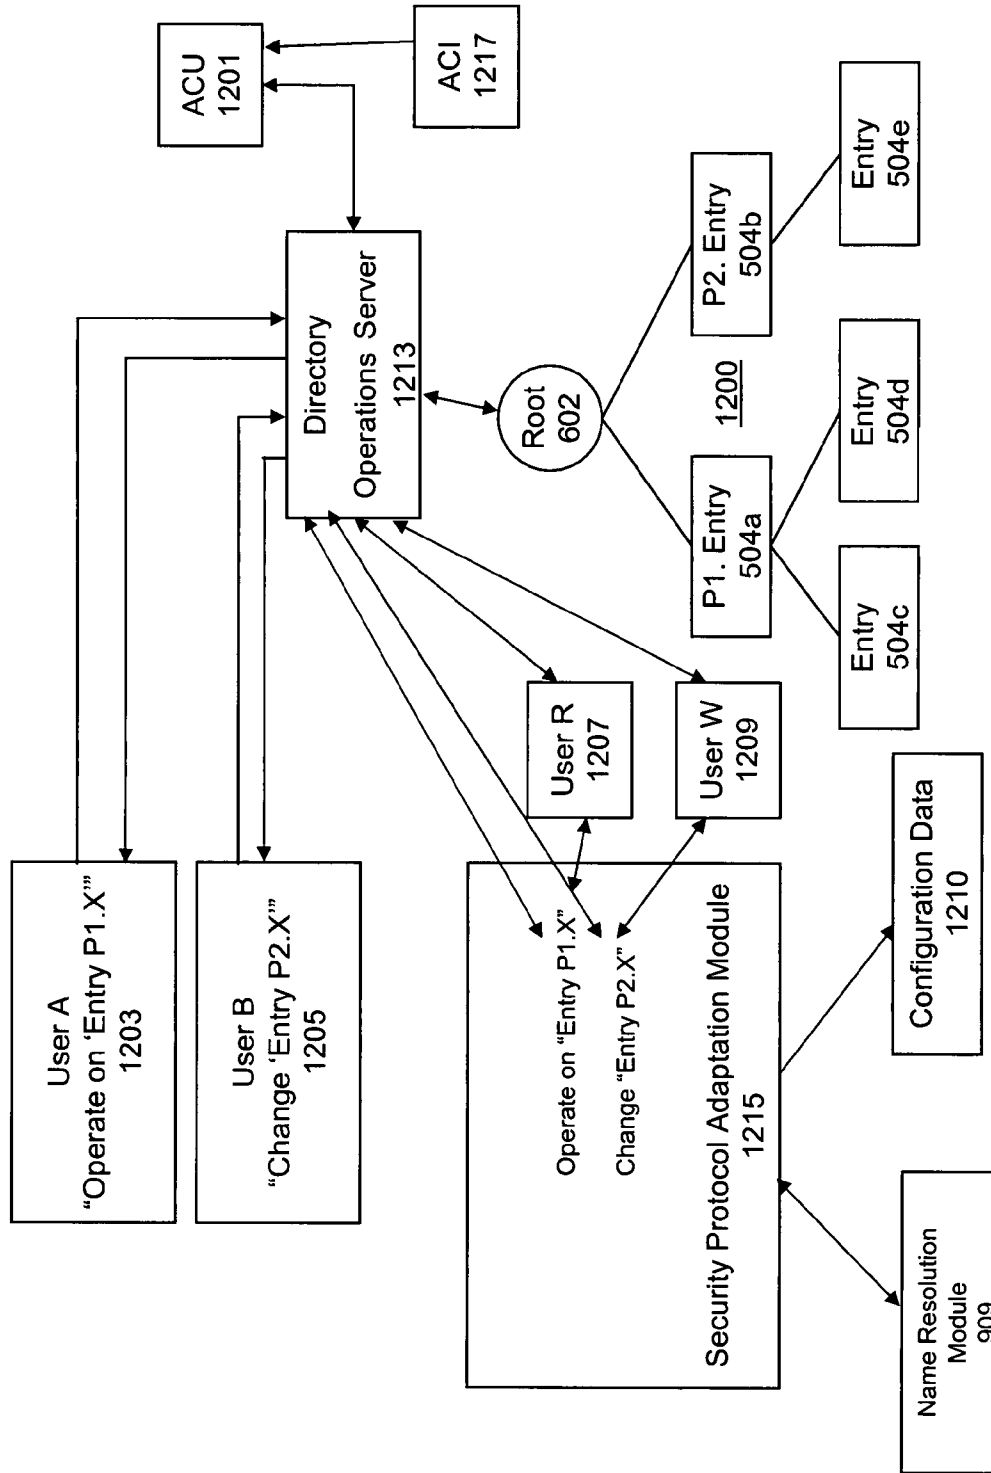 User A
“Operate on ‘Entry P1.X’”
1203
User B
“Change ‘Entry P2.X’”
1205
ACU
1201
ACI
1217
Directory
Operations Server
1213
Operate on “Entry P1.X”
Change “Entry P2.X”
Security Protocol Adaptation Module
1215
User R
1207
User W
1209
Root
602
P1. Entry
504a
1200
P2. Entry
504b
Entry
504c
Entry
504d
Entry
504e
Name Resolution
Module
909
Configuration Data
1210